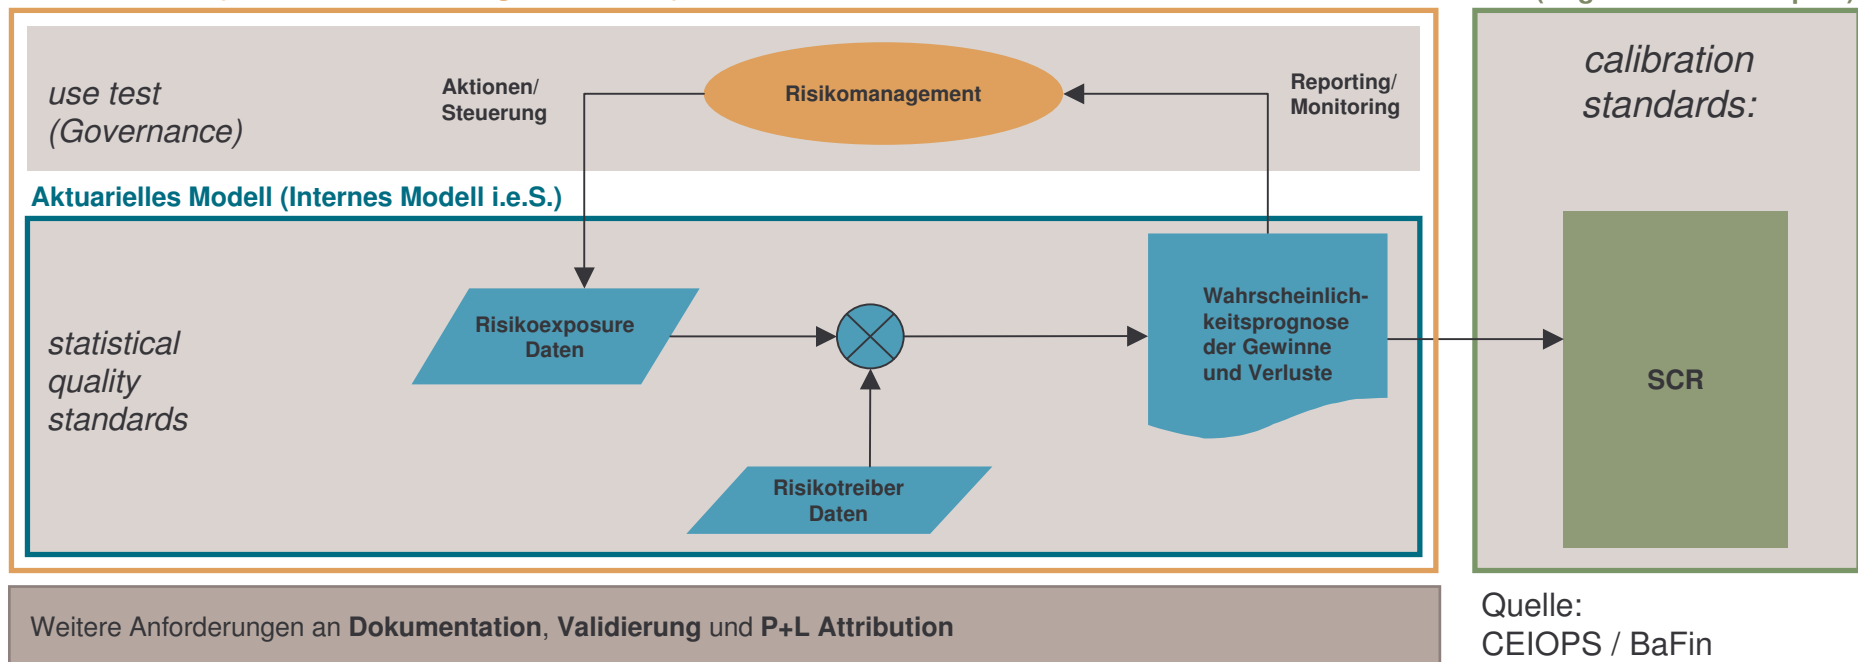 use test
(Governance)
Aktionen/
Steuerung
Risikomanagement
Reporting/
Monitoring
calibration
standards:
Aktuarielles Modell (Internes Modell i.e.S.)
statistical
quality
standards
Risikoexposure
Daten
Wahrscheinlich-
keitsprognose
der Gewinne
und Verluste
SCR
Risikotreiber
Daten
Weitere Anforderungen an Dokumentation, Validierung und P+L Attribution
Quelle:
CEIOPS / BaFin